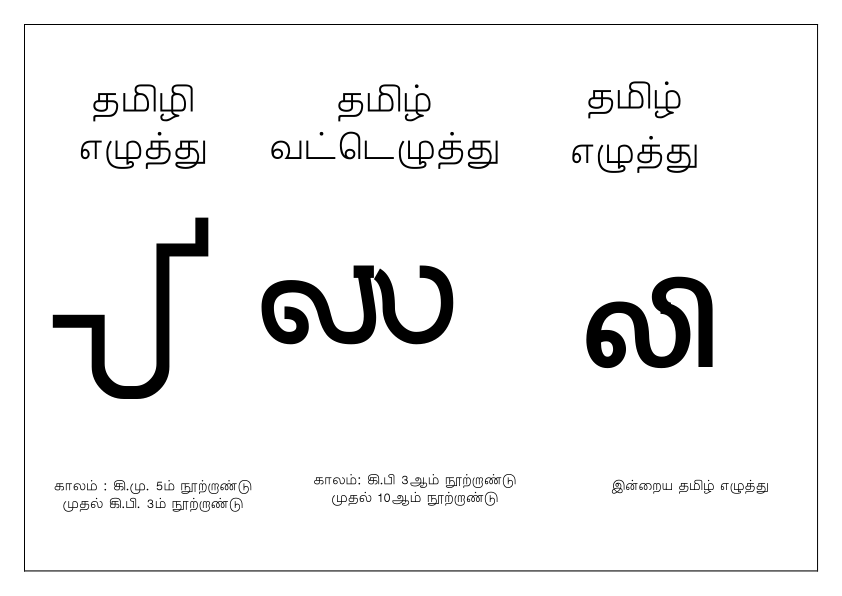 தமிழி
எழுத்து
தமிழ்
வட்டெழுத்து
தமிழ்
எழுத்து
லி
காலம் : கி.மு. 5ம் நூற்றாண்டு
முதல் கி.பி. 3ம் நூற்றாண்டு
காலம்: கி.பி 3ஆம் நூற்றாண்டு
முதல் 10ஆம் நூற்றாண்டு
இன்றைய தமிழ் எழுத்து